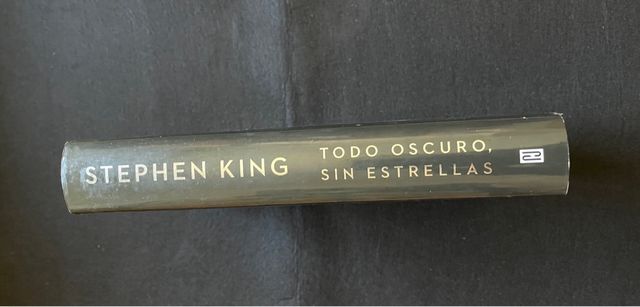 STEPHEN KING
TODO OSCURO,
SIN ESTRELLAS